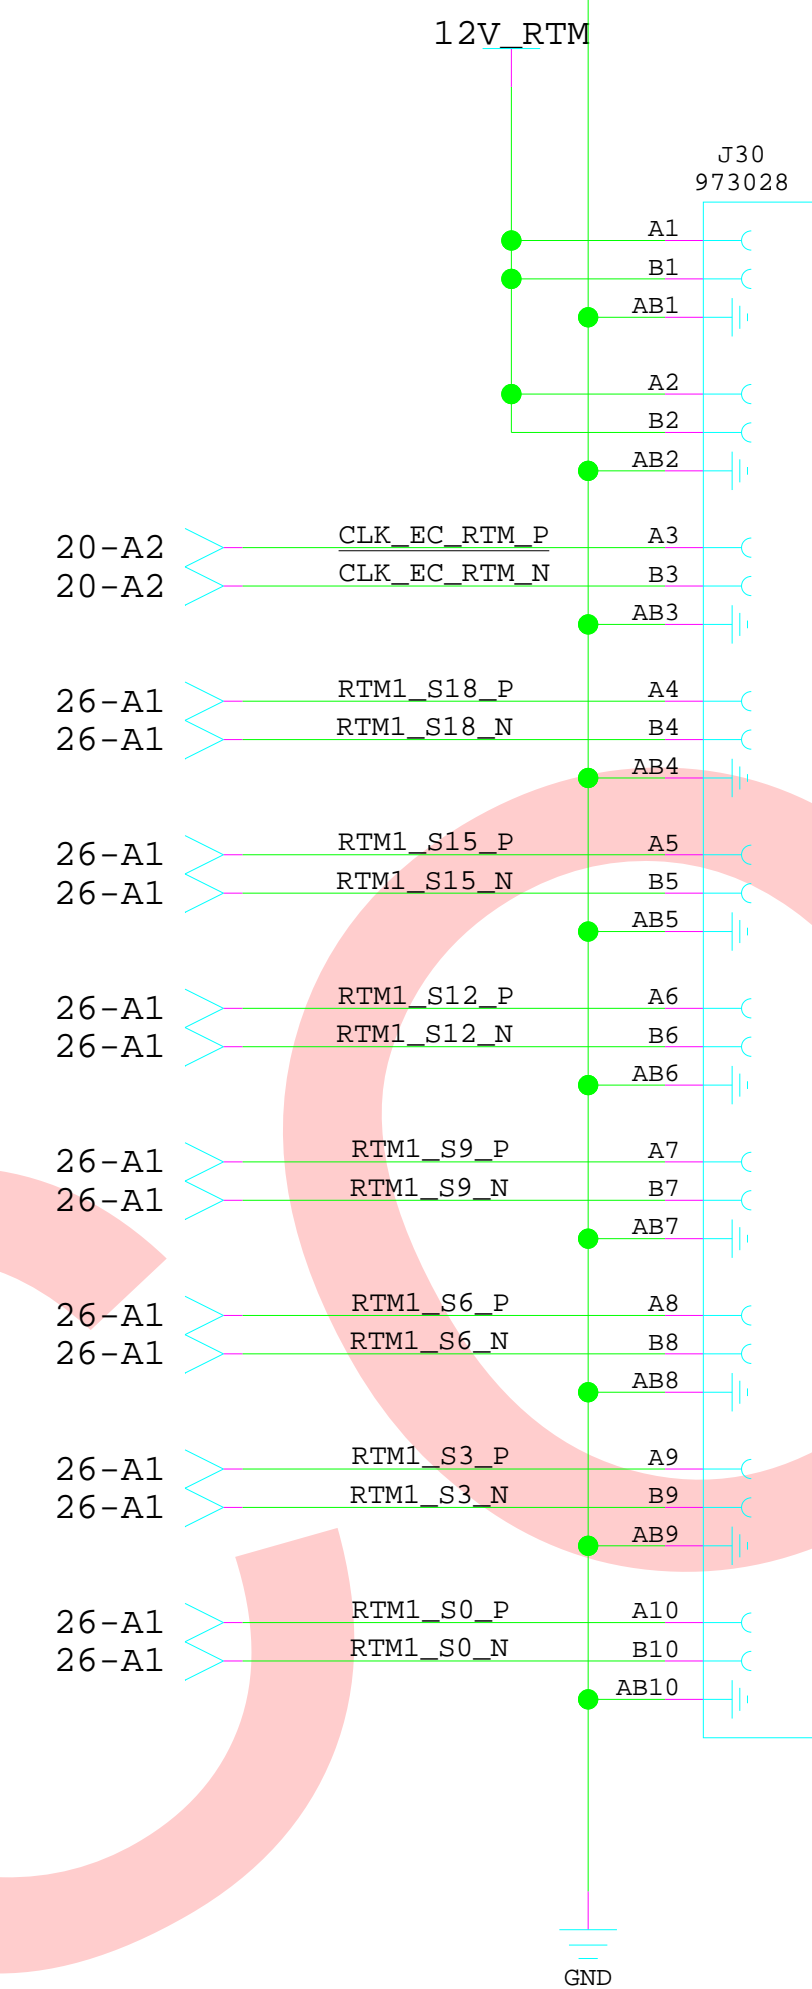 12V_RTM
J30
973028
A1
B1
AB1
A2
B2
AB2
20-A2 CLK_EC_RTM_P A3
20-A2 CLK_EC_RTM_N B3
AB3
26-A1 RTM1_S18_P A4
26-A1 RTM1_S18_N B4
AB4
26-A1 RTM1_S15_P A5
26-A1 RTM1_S15_N B5
AB5
26-A1 RTM1_S12_P A6
26-A1 RTM1_S12_N B6
AB6
26-A1 RTM1_S9_P A7
26-A1 RTM1_S9_N B7
AB7
26-A1 RTM1_S6_P A8
26-A1 RTM1_S6_N B8
AB8
26-A1 RTM1_S3_P A9
26-A1 RTM1_S3_N B9
AB9
26-A1 RTM1_S0_P A10
26-A1 RTM1_S0_N B10
AB10
GND